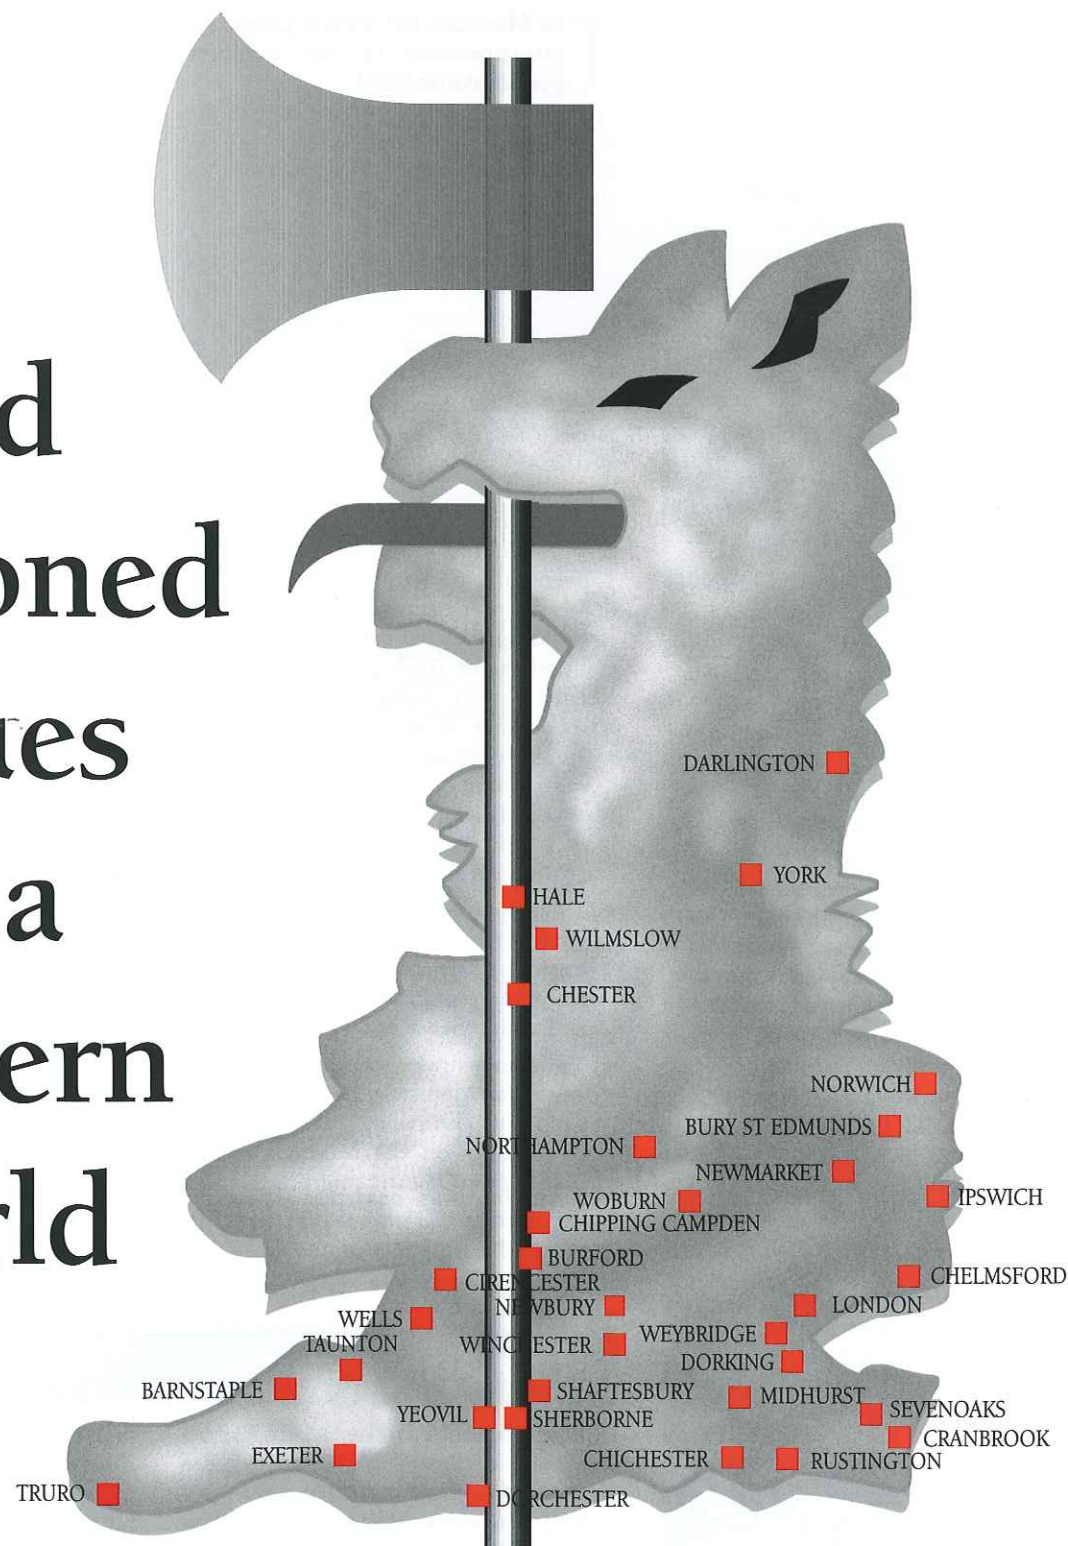 d
oned
ues
a
ern
rld
DARLINGTON
YORK
HALE
WILMSLOW
CHESTER
NORWICH
BURY ST EDMUNDS
NORTHAMPTON
NEWMARKET
WOBURN
IPSWICH
CHIPPING CAMPDEN
BURFORD
CIRENCESTER
CHELMSFORD
NEWBURY
LONDON
WELLS
WEYBRIDGE
TAUNTON
WINCHESTER
DORKING
BARNSTAPLE
SHAFTESBURY
MIDHURST
SEVENOAKS
YEOVIL
SHERBORNE
CRANBROOK
EXETER
CHICHESTER
RUSTINGTON
TRURO
DORCHESTER